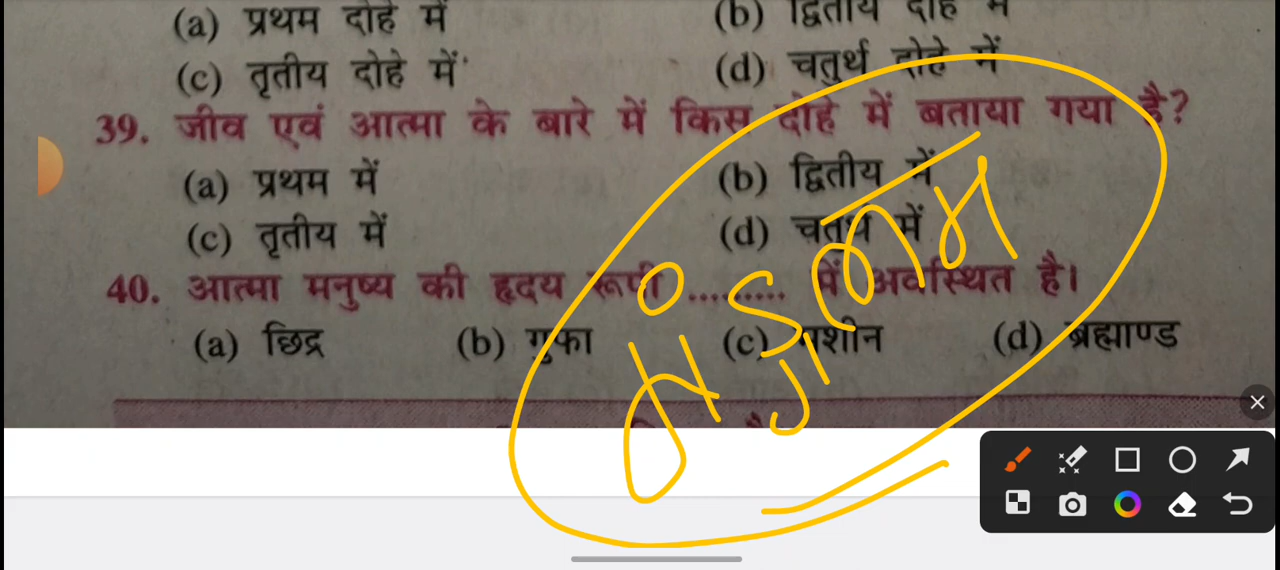 (a) प्रथम दोहे में (b) द्वितीय दोहे में
(c) तृतीय दोहे में (d) चतुर्थ दोहे में
39. जीव एवं आत्मा के बारे में किस दोहे में बताया गया है?
(a) प्रथम में (b) द्वितीय में
(c) तृतीय में (d) चतुर्थ में
40. आत्मा मनुष्य की हृदय रूपी ......... में अवस्थित है।
(a) छिद्र (b) गुफा (c) मशीन (d) ब्रह्माण्ड